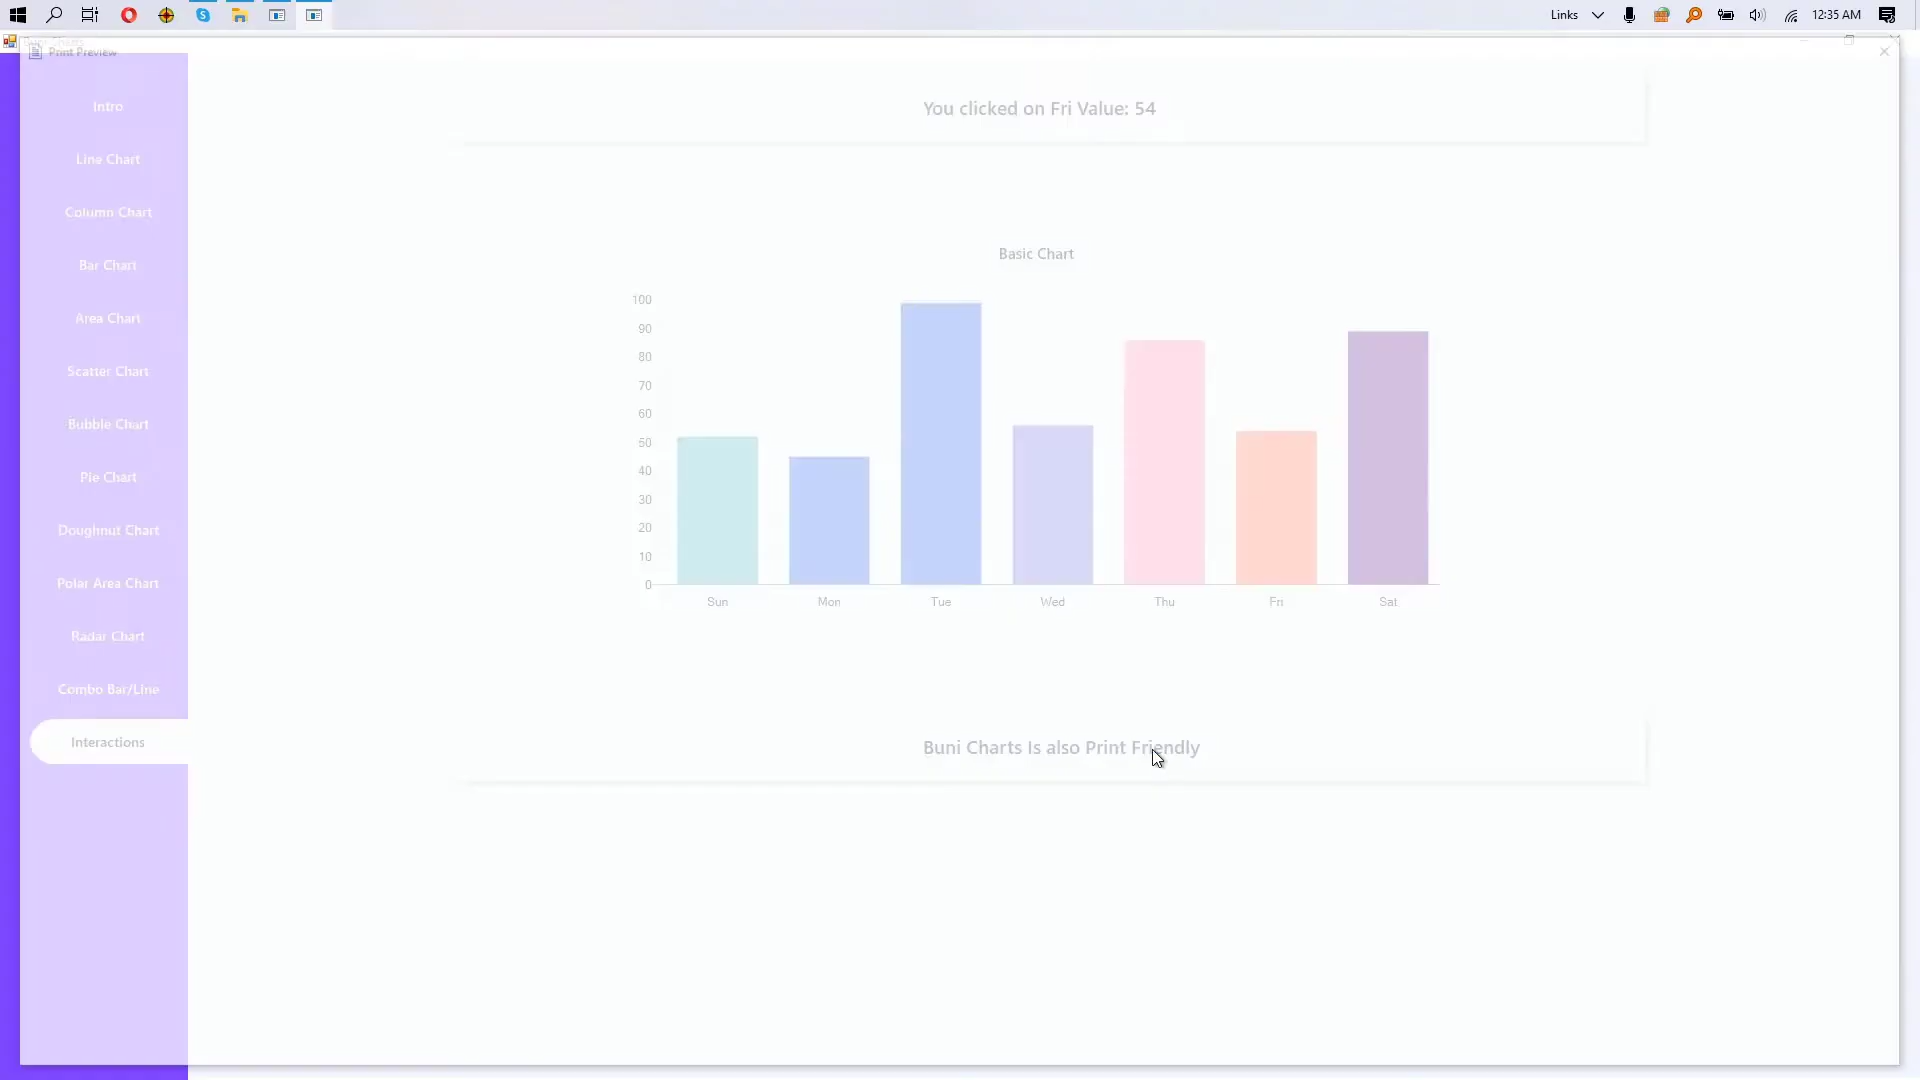 Links
12:35 AM
Print Preview
Intro
Line Chart
Column Chart
Bar Chart
Area Chart
Scatter Chart
Bubble Chart
Pie Chart
Doughnut Chart
Polar Area Chart
Radar Chart
Combo Bar/Line
Interactions
You clicked on Fri Value: 54
Basic Chart
100
90
80
70
60
50
40
30
20
10
0
Sun Mon Tue Wed Thu Fri Sat
Buni Charts Is also Print Friendly